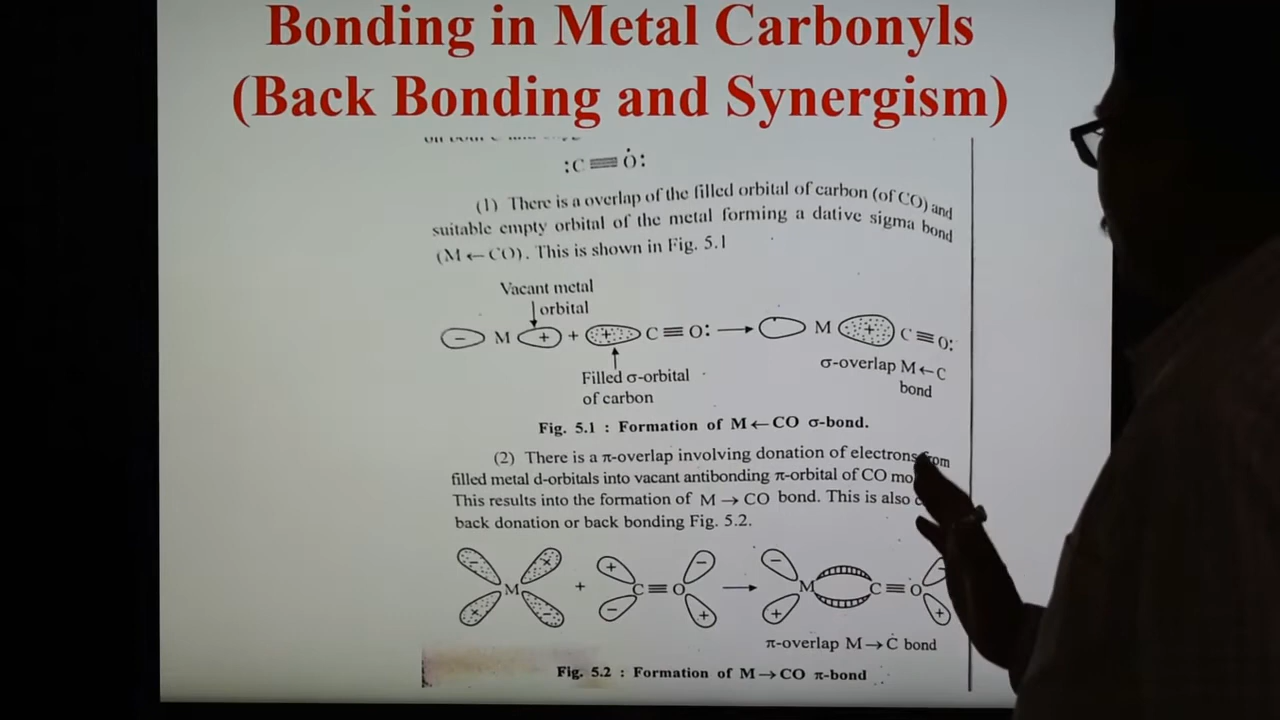 Bonding in Metal Carbonyls
(Back Bonding and Synergism)
:C≡O:
(1) There is a overlap of the filled orbital of carbon (of CO) and
suitable empty orbital of the metal forming a dative sigma bond
(M ← CO). This is shown in Fig. 5.1
Vacant metal
orbital
− M + + + C ≡ O: → M + C ≡ O:
Filled σ-orbital
of carbon
σ-overlap M ← C
bond
Fig. 5.1 : Formation of M ← CO σ-bond.
(2) There is a π-overlap involving donation of electrons
filled metal d-orbitals into vacant antibonding π-orbital of CO
This results into the formation of M → CO bond. This is also
back donation or back bonding Fig. 5.2.
− + + − − −
M + C ≡ O → M C ≡ O
+ − − + + +
π-overlap M → C bond
Fig. 5.2 : Formation of M → CO π-bond